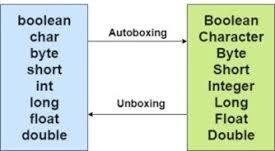 boolean
char
byte
short
int
long
float
double
Autoboxing
Unboxing
Boolean
Character
Byte
Short
Integer
Long
Float
Double